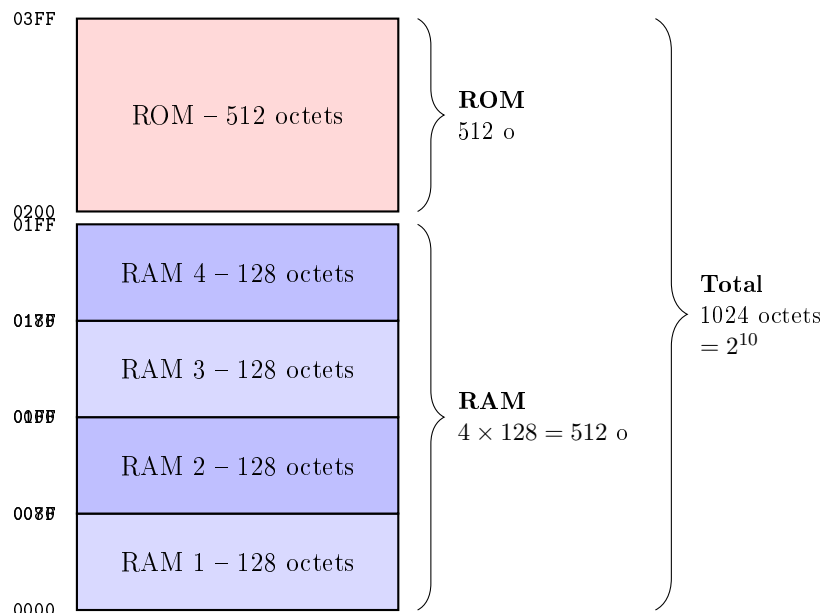 03FF
ROM – 512 octets
ROM
512 o
0200
01FF
RAM 4 – 128 octets
Total
1024 octets
= 2^10
RAM 3 – 128 octets
RAM
4 × 128 = 512 o
RAM 2 – 128 octets
RAM 1 – 128 octets
0000